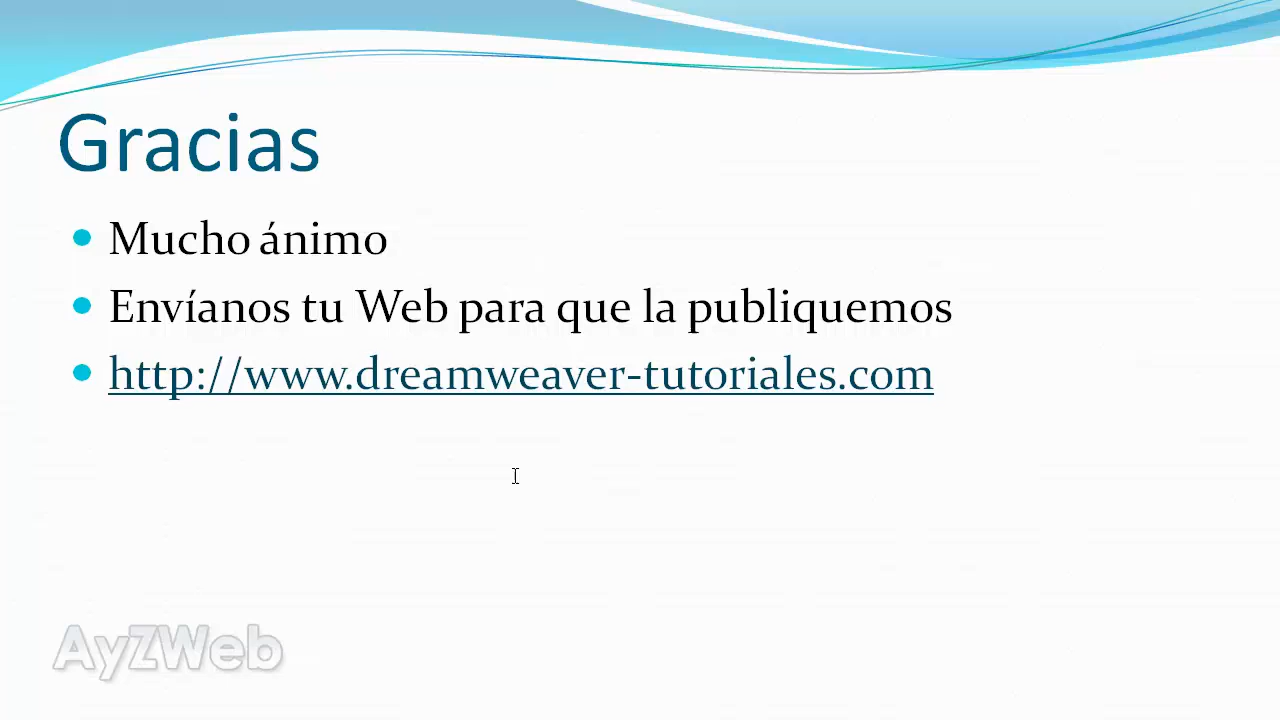 Gracias
Mucho ánimo
Envíanos tu Web para que la publiquemos
http://www.dreamweaver-tutoriales.com
AyZWeb